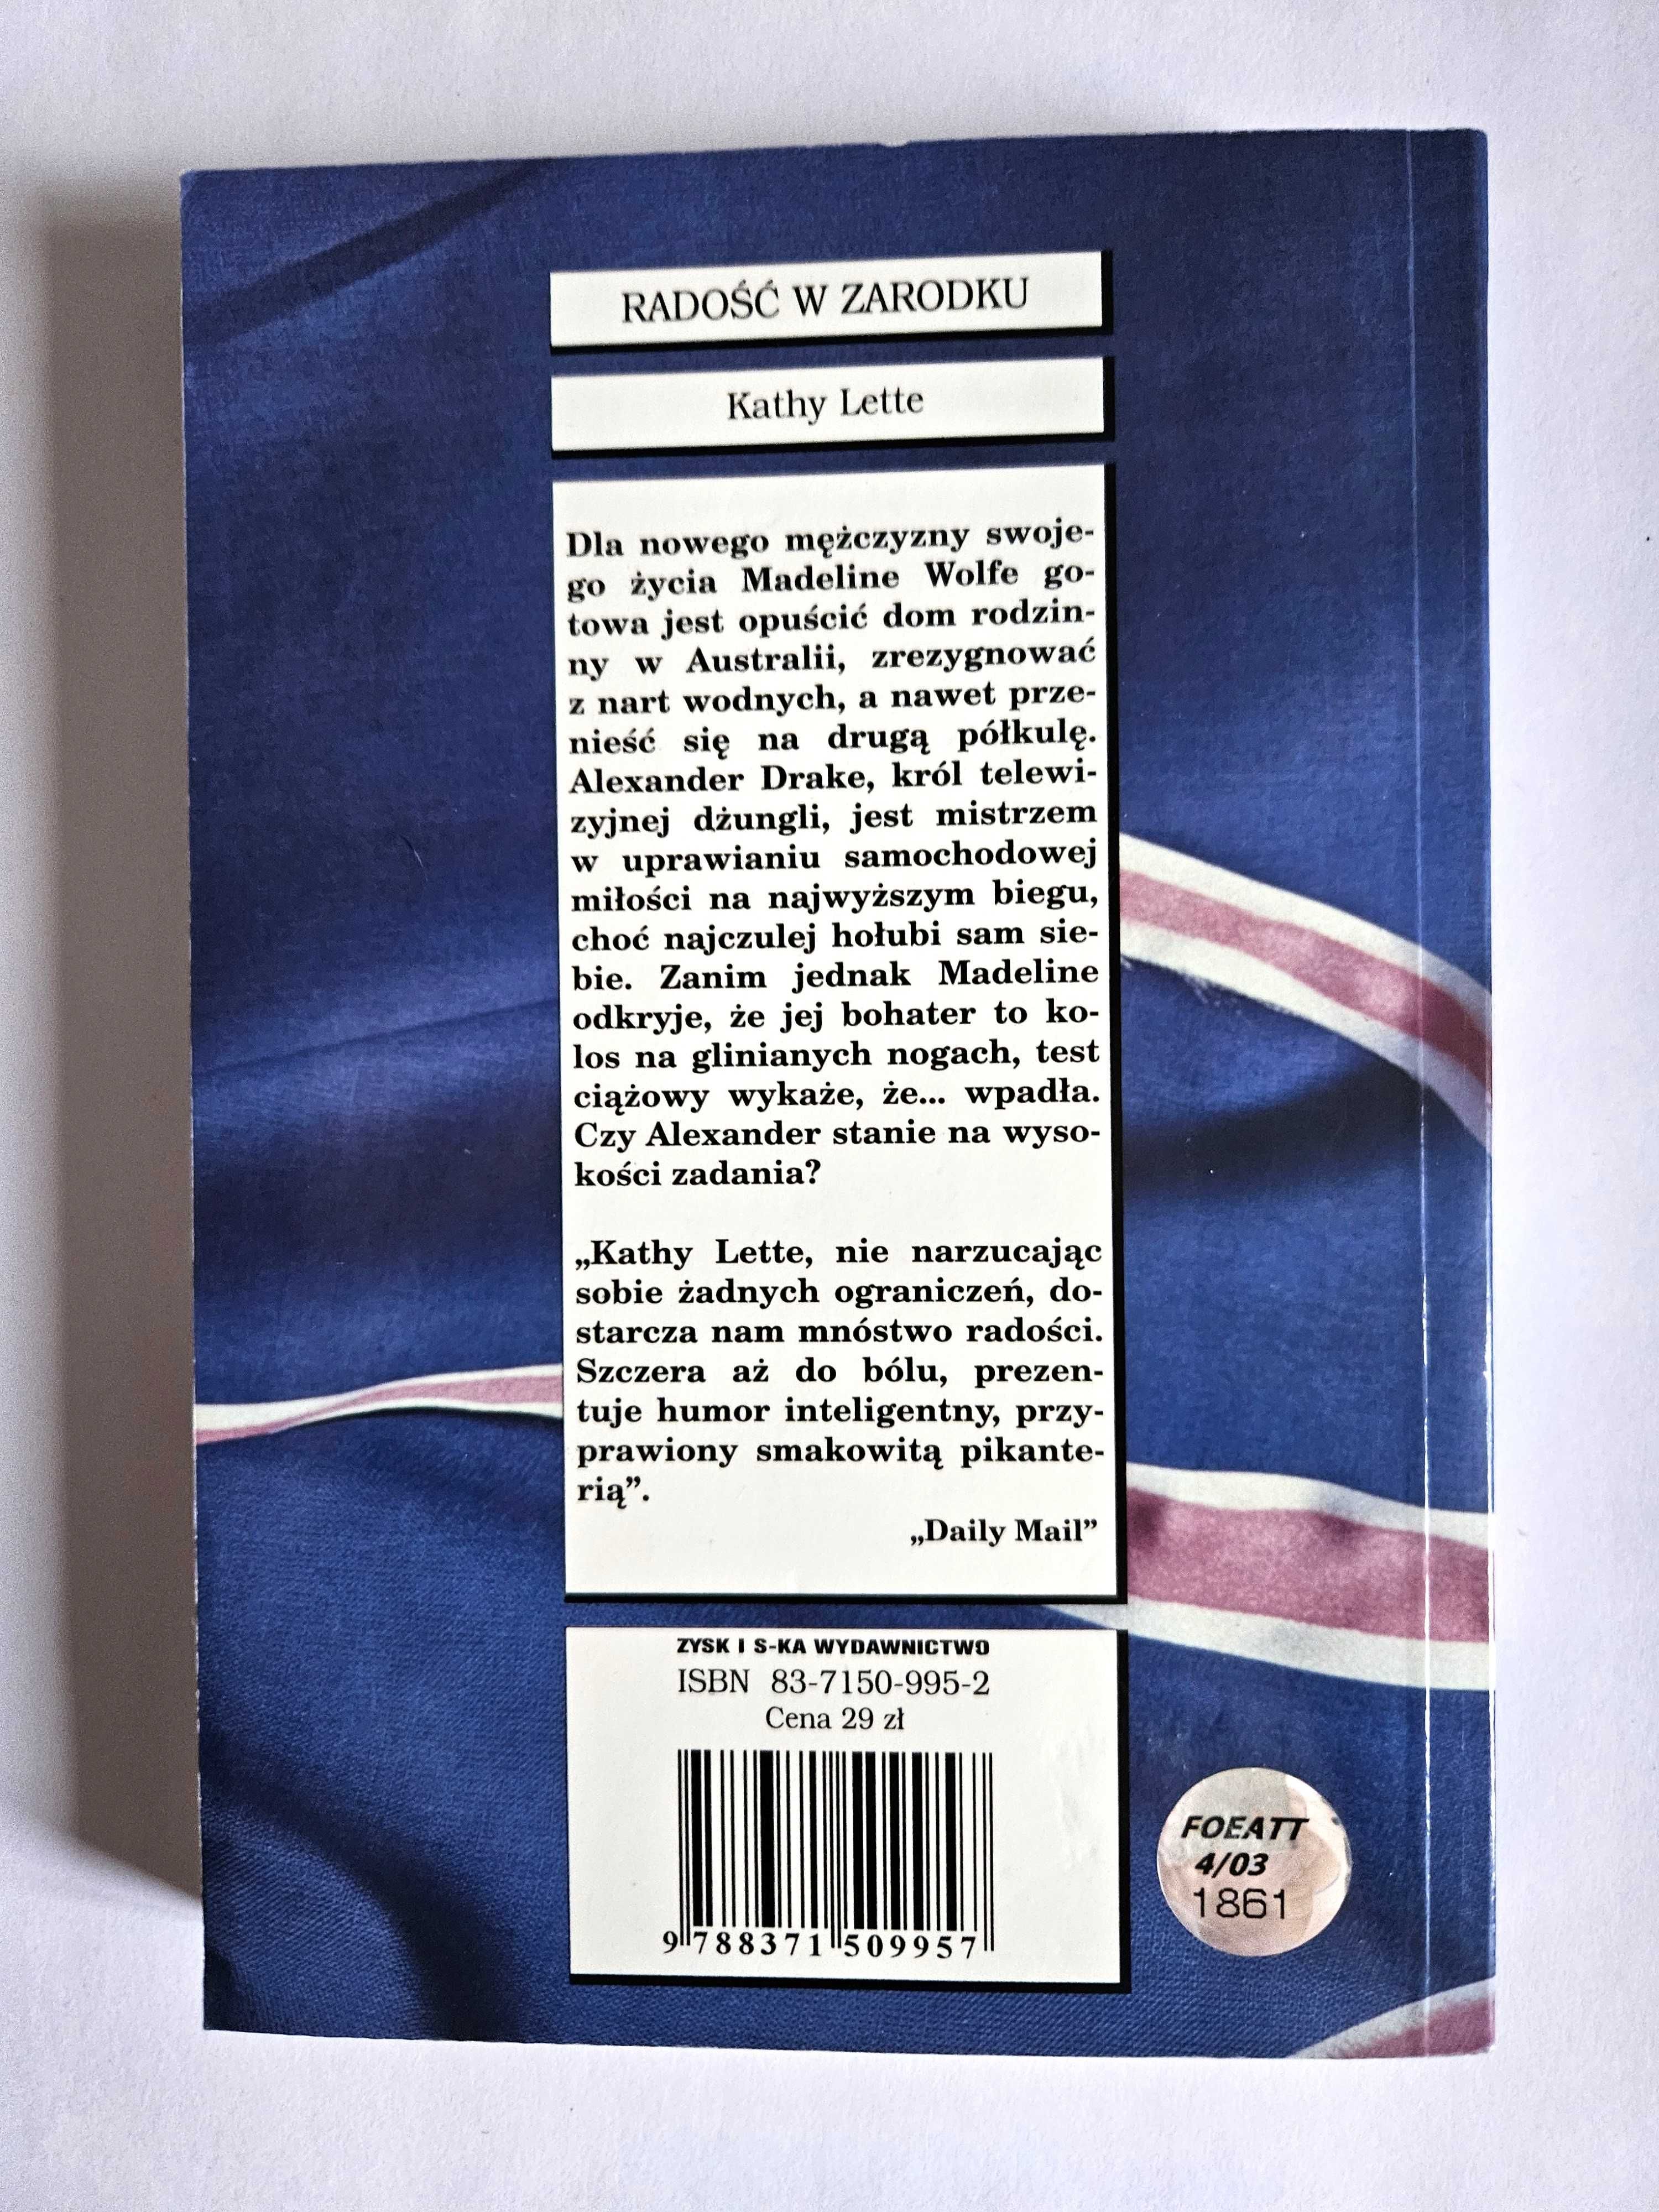 RADOŚĆ W ZARODKU
Kathy Lette
Dla nowego mężczyzny swoje-
go życia Madeline Wolfe go-
towa jest opuścić dom rodzin-
ny w Australii, zrezygnować
z nart wodnych, a nawet prze-
nieść się na drugą półkulę.
Alexander Drake, król telewi-
zyjnej dżungli, jest mistrzem
w uprawianiu samochodowej
miłości na najwyższym biegu,
choć najczulej hołubi sam sie-
bie. Zanim jednak Madeline
odkryje, że jej bohater to ko-
los na glinianych nogach, test
ciążowy wykaże, że... wpadła.
Czy Alexander stanie na wyso-
kości zadania?
„Kathy Lette, nie narzucając
sobie żadnych ograniczeń, do-
starcza nam mnóstwo radości.
Szczera aż do bólu, prezen-
tuje humor inteligentny, przy-
prawiony smakowitą pikante-
rią”.
„Daily Mail”
ZYSK I S-KA WYDAWNICTWO
ISBN 83-7150-995-2
Cena 29 zł
9 788371 509957
FOEATT
4/03
1861